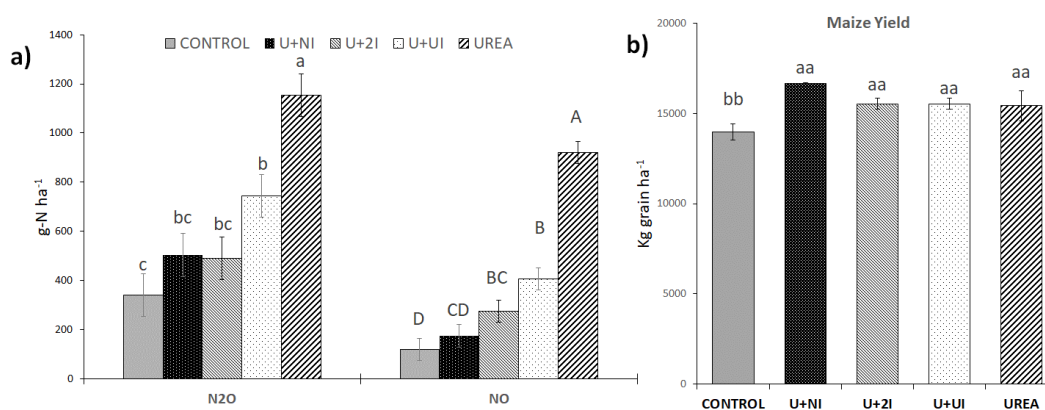 a)
CONTROL U+NI U+2I U+UI UREA
1400
1200
1000
800
600
400
200
0
g-N ha⁻¹
c bc bc b a
D CD BC B A
N2O NO
b)
Maize Yield
20000
15000
10000
5000
0
Kg grain ha⁻¹
bb aa aa aa aa
CONTROL U+NI U+2I U+UI UREA